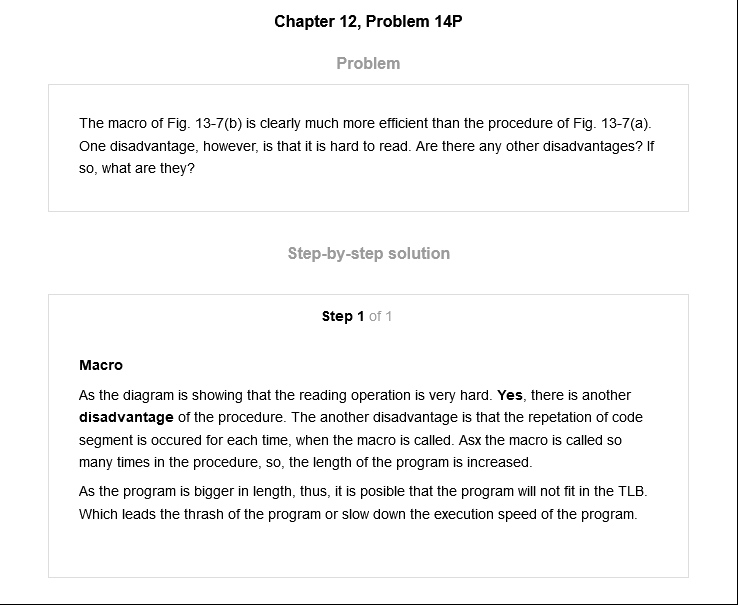 Chapter 12, Problem 14P
Problem
The macro of Fig. 13-7(b) is clearly much more efficient than the procedure of Fig. 13-7(a).
One disadvantage, however, is that it is hard to read. Are there any other disadvantages? If
so, what are they?
Step-by-step solution
Step 1 of 1
Macro
As the diagram is showing that the reading operation is very hard. Yes, there is another
disadvantage of the procedure. The another disadvantage is that the repetation of code
segment is occured for each time, when the macro is called. Asx the macro is called so
many times in the procedure, so, the length of the program is increased.
As the program is bigger in length, thus, it is posible that the program will not fit in the TLB.
Which leads the thrash of the program or slow down the execution speed of the program.